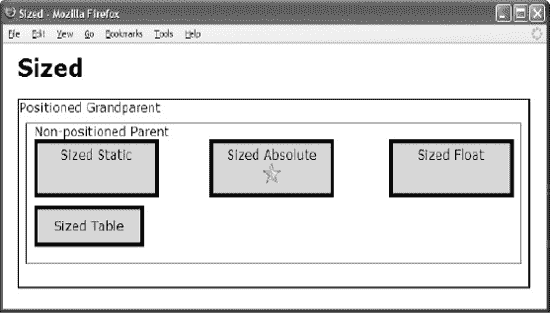 Sized - Mozilla Firefox
File Edit View Go Bookmarks Tools Help
Sized
Positioned Grandparent
Non-positioned Parent
Sized Static
Sized Absolute
Sized Float
Sized Table